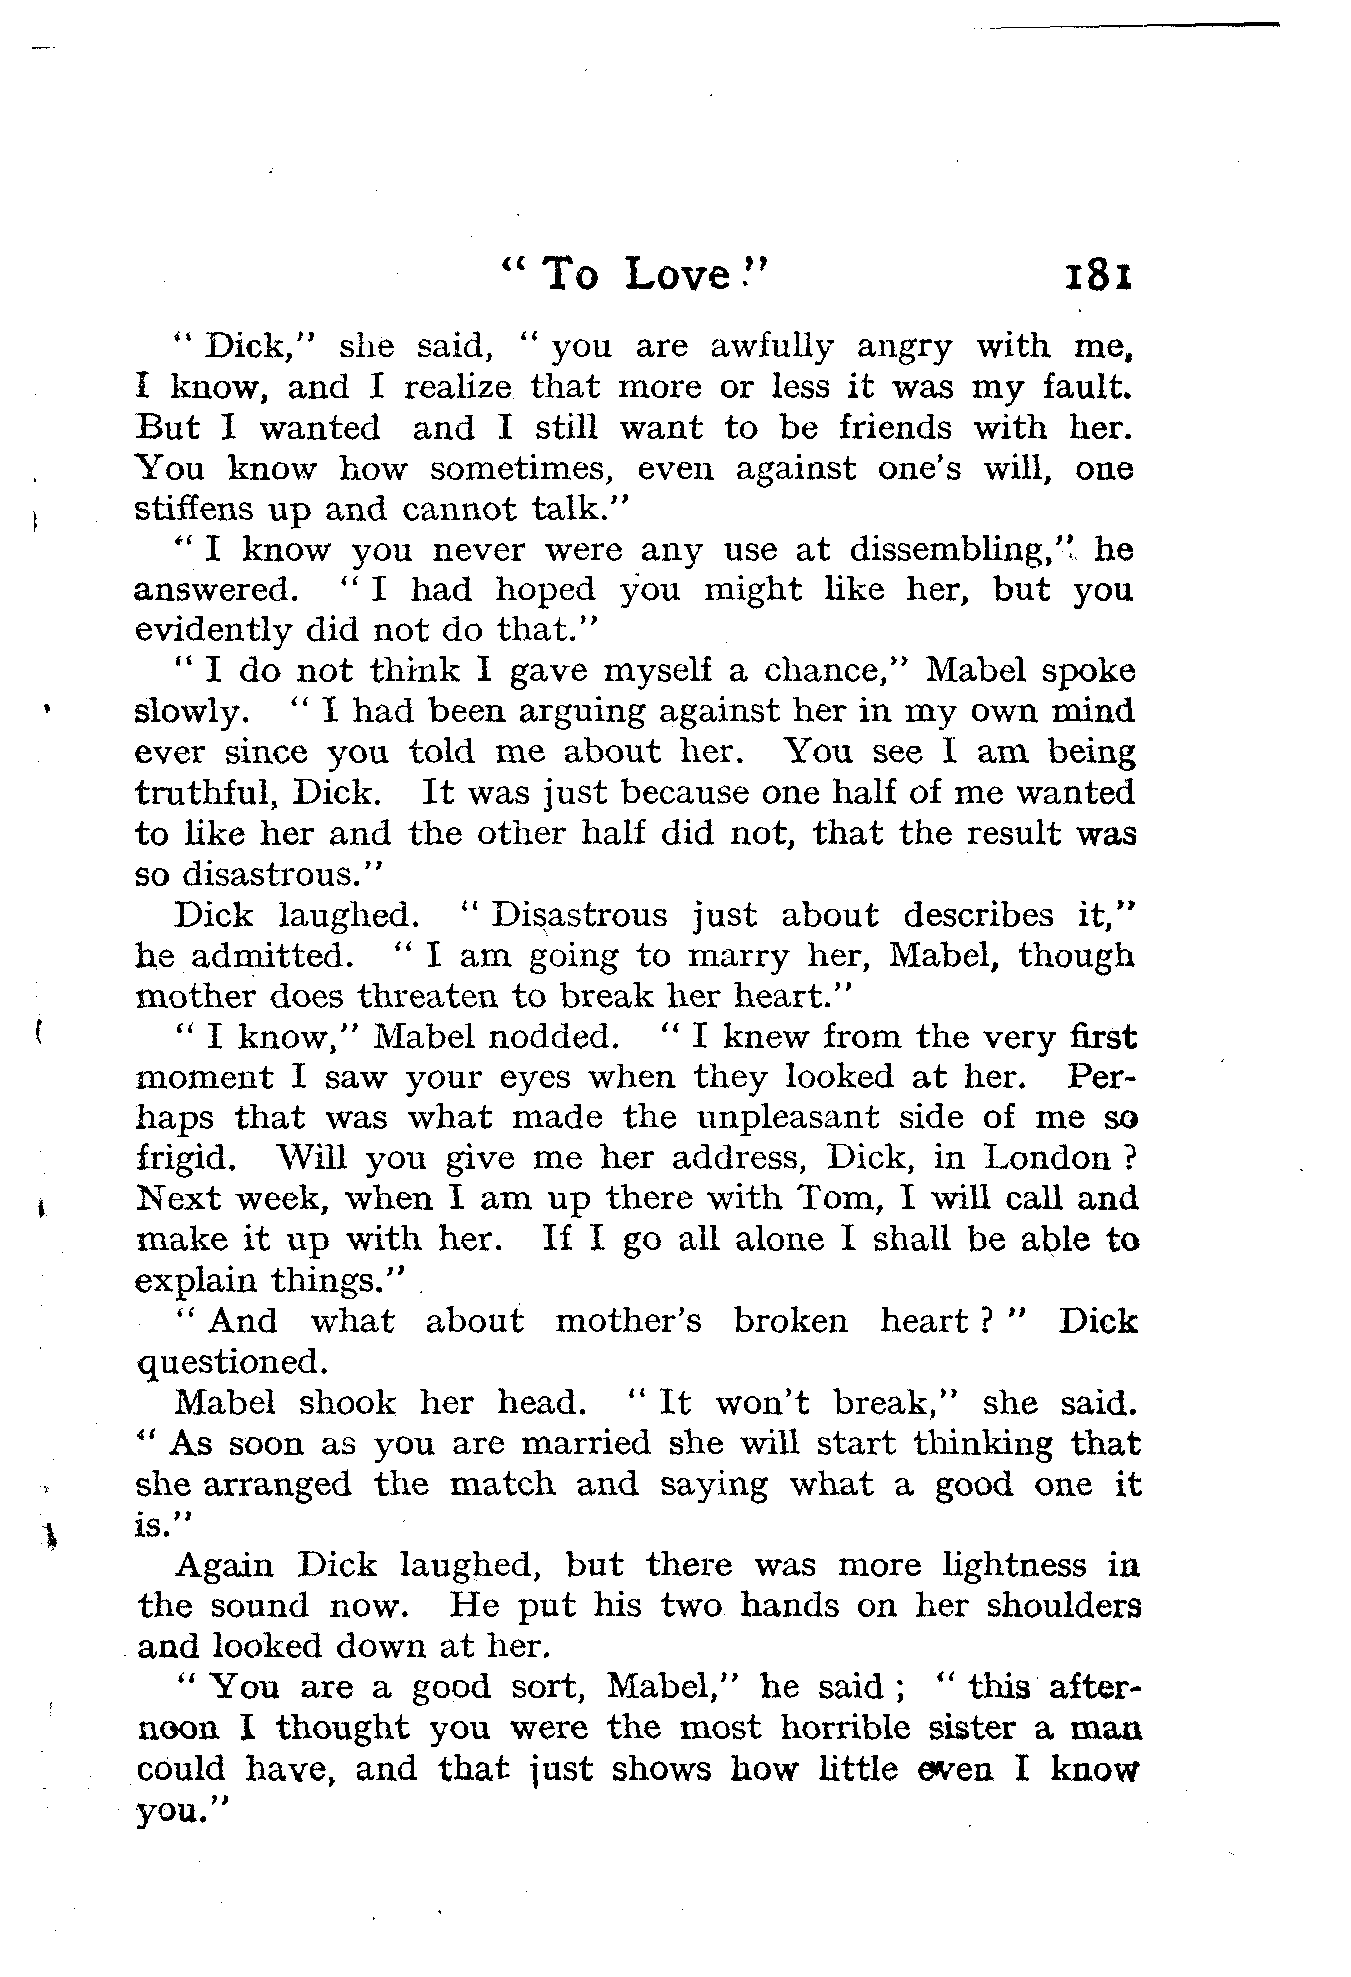 “ To Love ” 181
“ Dick,” she said, “ you are awfully angry with me,
I know, and I realize that more or less it was my fault.
But I wanted and I still want to be friends with her.
You know how sometimes, even against one's will, one
stiffens up and cannot talk.”
“ I know you never were any use at dissembling,” he
answered. “ I had hoped you might like her, but you
evidently did not do that.”
“ I do not think I gave myself a chance,” Mabel spoke
slowly. “ I had been arguing against her in my own mind
ever since you told me about her. You see I am being
truthful, Dick. It was just because one half of me wanted
to like her and the other half did not, that the result was
so disastrous.”
Dick laughed. “ Disastrous just about describes it,”
he admitted. “ I am going to marry her, Mabel, though
mother does threaten to break her heart.”
“ I know,” Mabel nodded. “ I knew from the very first
moment I saw your eyes when they looked at her. Per-
haps that was what made the unpleasant side of me so
frigid. Will you give me her address, Dick, in London ?
Next week, when I am up there with Tom, I will call and
make it up with her. If I go all alone I shall be able to
explain things.”
“ And what about mother's broken heart ? ” Dick
questioned.
Mabel shook her head. “ It won't break,” she said.
“ As soon as you are married she will start thinking that
she arranged the match and saying what a good one it
is.”
Again Dick laughed, but there was more lightness in
the sound now. He put his two hands on her shoulders
and looked down at her.
“ You are a good sort, Mabel,” he said ; “ this after-
noon I thought you were the most horrible sister a man
could have, and that just shows how little even I know
you.”